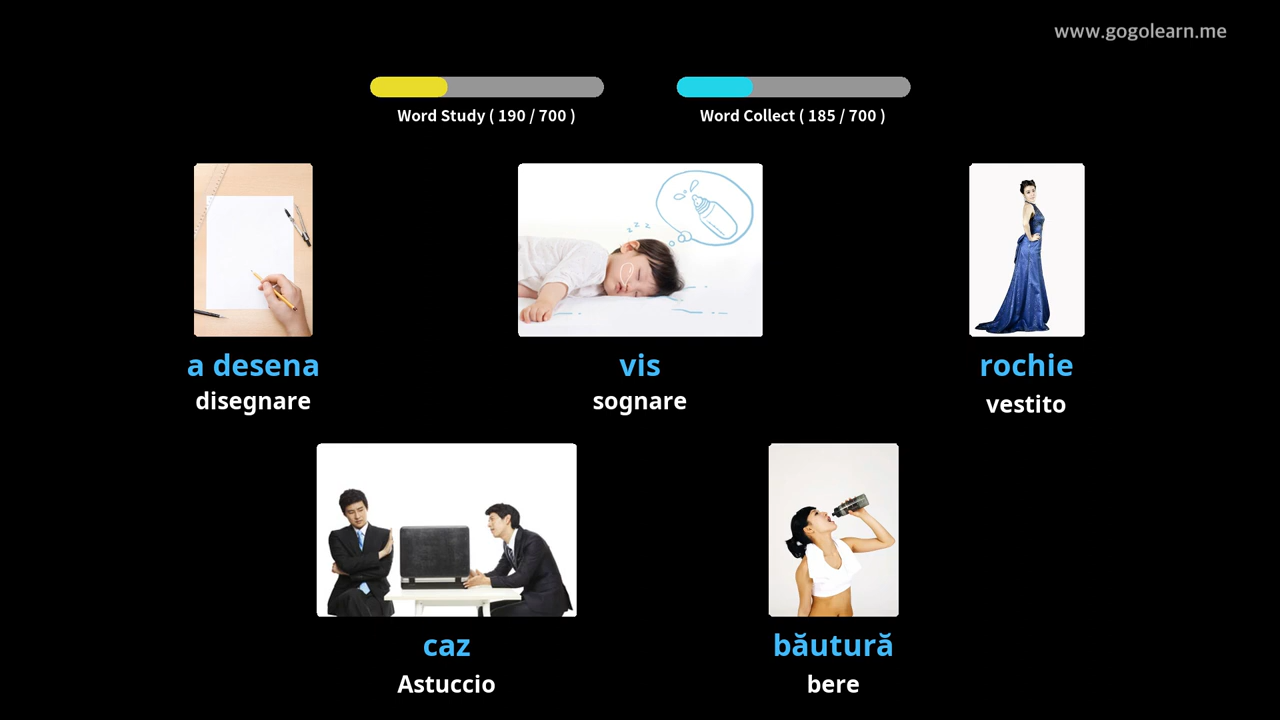 www.gogolearn.me
Word Study ( 190 / 700 )
Word Collect ( 185 / 700 )
a desena
disegnare
vis
sognare
rochie
vestito
caz
Astuccio
băutură
bere